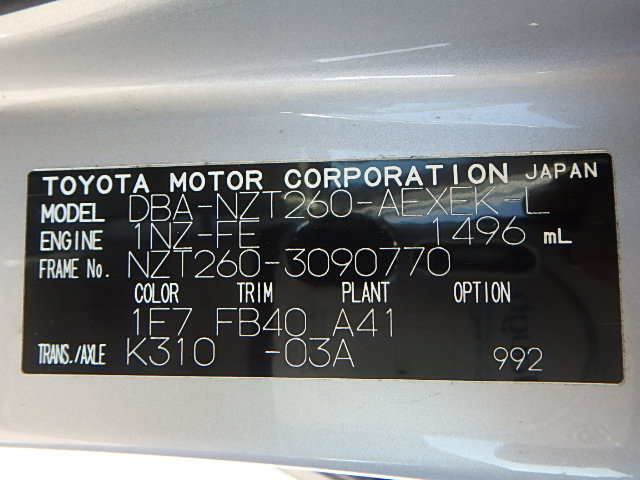 TOYOTA MOTOR CORPORATION JAPAN
MODEL DBA-NZT260-AEXEK-L
ENGINE 1NZ-FE 1496 mL
FRAME No. NZT260-3090770
COLOR TRIM PLANT OPTION
1E7 FB40 A41
TRANS./AXLE K310 -03A 992